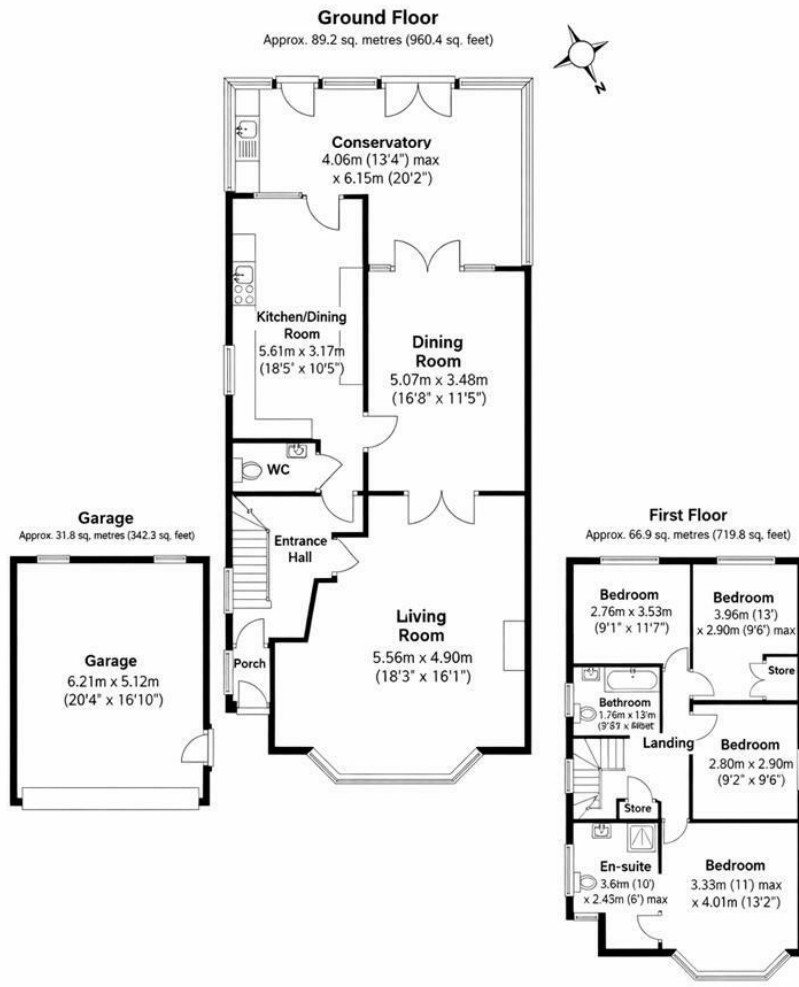 Ground Floor
Approx. 89.2 sq. metres (960.4 sq. feet)
N
Conservatory
4.06m (13'4") max
x 6.15m (20'2")
Kitchen/Dining
Room
5.61m x 3.17m
(18'5" x 10'5")
Dining
Room
5.07m x 3.48m
(16'8" x 11'5")
WC
Entrance
Hall
Living
Room
5.56m x 4.90m
(18'3" x 16'1")
Porch
Garage
Approx. 31.8 sq, metres (342.3 sq, feet)
Garage
6.21m x 5.12m
(20'4" x 16'10")
First Floor
Approx. 66.9 sq. metres (719.8 sq, feet)
Bedroom
2.76m x 3.53m
(9'1" x 11'7")
Bedroom
3.96m (13')
x 2.90m (9'6") max
Store
Bethroom
1.76m x
Landing
Bedroom
2.80m x 2.90m
(9'2" x 9'6")
Store
En-suite
(10')
x 2.43m (6') max
Bedroom
3.33m (11) max
x 4.01m (13'2")